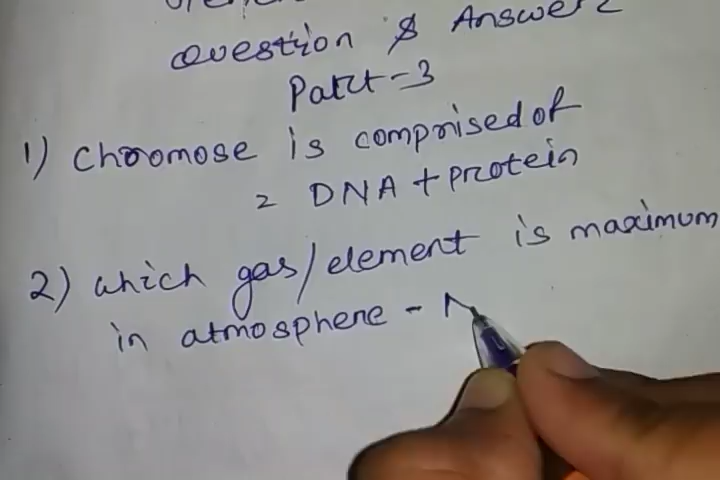 Question & Answer
Part-3
1) chromose is comprised of
= DNA + protein
2) which gas/element is maximum
in atmosphere - N